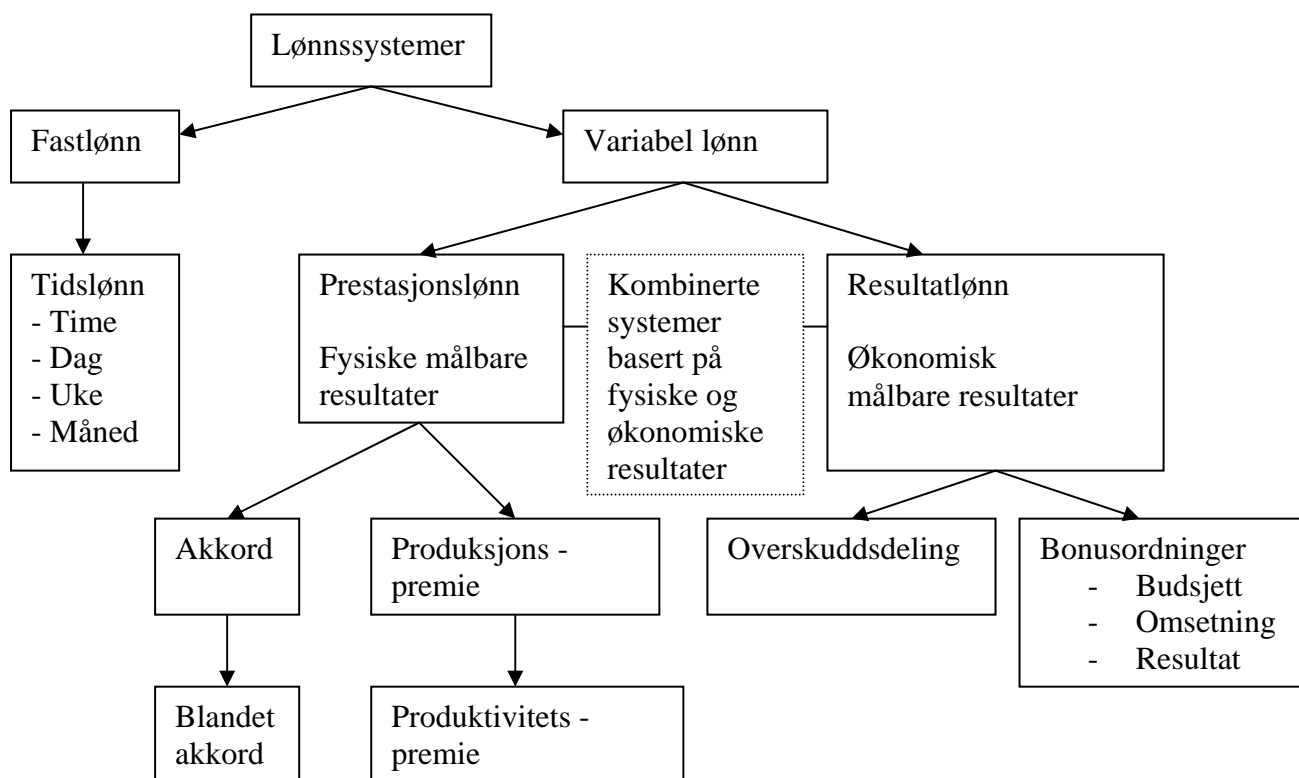 Lønnssystemer
Fastlønn
Variabel lønn
Tidslønn
- Time
- Dag
- Uke
- Måned
Prestasjonslønn
Fysiske målbare
resultater
Kombinerte
systemer
basert på
fysiske og
økonomiske
resultater
Resultatlønn
Økonomisk
målbare resultater
Akkord
Produksjons -
premie
Overskuddsdeling
Bonusordninger
- Budsjett
- Omsetning
- Resultat
Blandet
akkord
Produktivitets -
premie